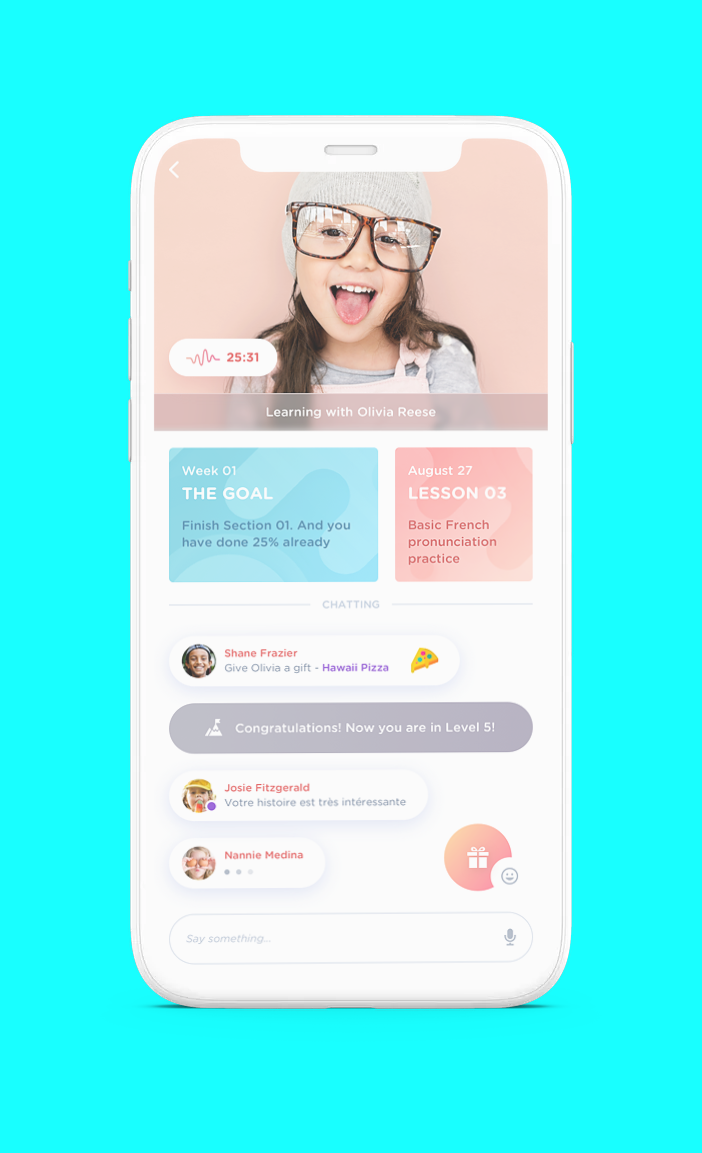 25:31
Learning with Olivia Reese
Week 01
THE GOAL
Finish Section 01. And you
have done 25% already
August 27
LESSON 03
Basic French
pronunciation
practice
CHATTING
Shane Frazier
Give Olivia a gift - Hawaii Pizza
Congratulations! Now you are in Level 5!
Josie Fitzgerald
Votre histoire est très intéressante
Nannie Medina
Say something...